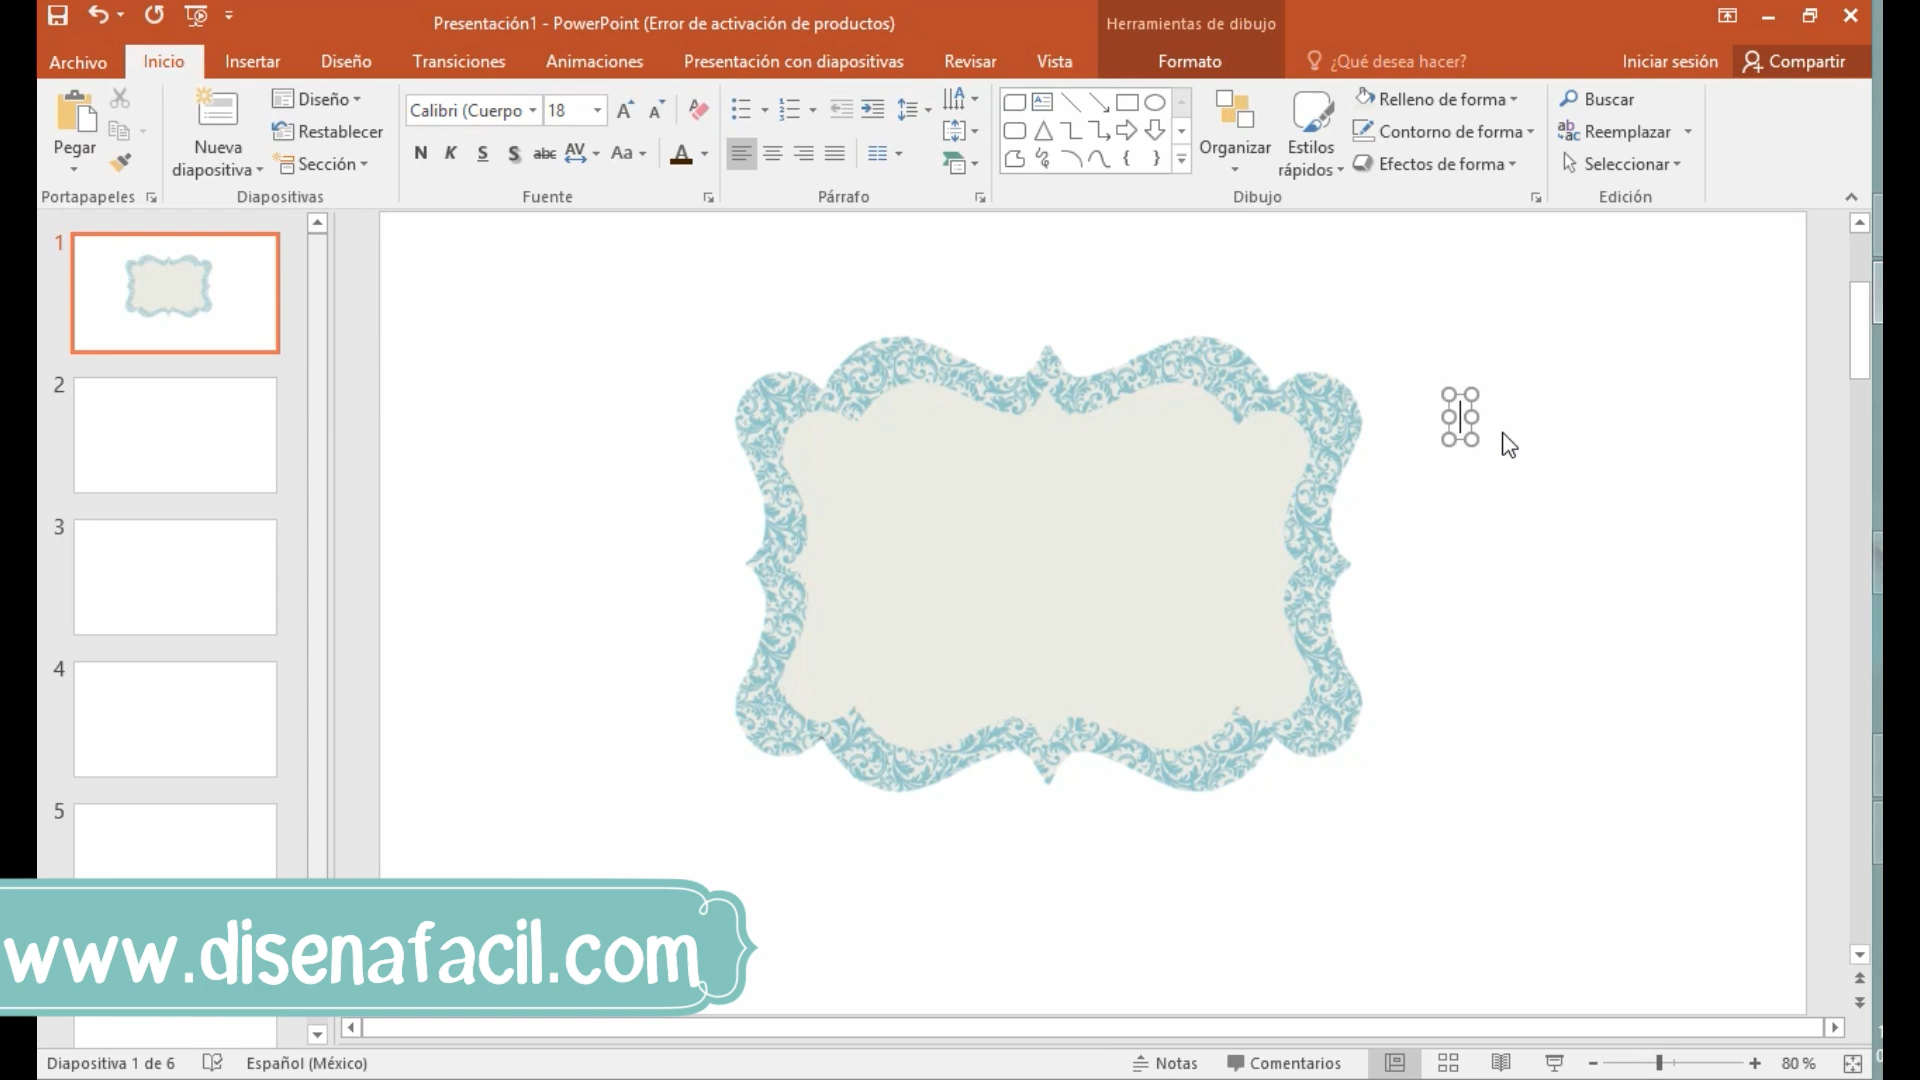 Presentación1 - PowerPoint (Error de activación de productos)
Herramientas de dibujo
Archivo
Inicio
Insertar
Diseño
Transiciones
Animaciones
Presentación con diapositivas
Revisar
Vista
Formato
¿Qué desea hacer?
Iniciar sesión
Compartir
Pegar
Portapapeles
Nueva
diapositiva
Diseño
Restablecer
Sección
Diapositivas
Calibri (Cuerpo
18
N K S S abc AV Aa A
Fuente
Párrafo
Organizar
Estilos
rápidos
Relleno de forma
Contorno de forma
Efectos de forma
Dibujo
Buscar
Reemplazar
Seleccionar
Edición
1
2
3
4
5
www.disenafacil.com
Diapositiva 1 de 6
Español (México)
Notas
Comentarios
80 %